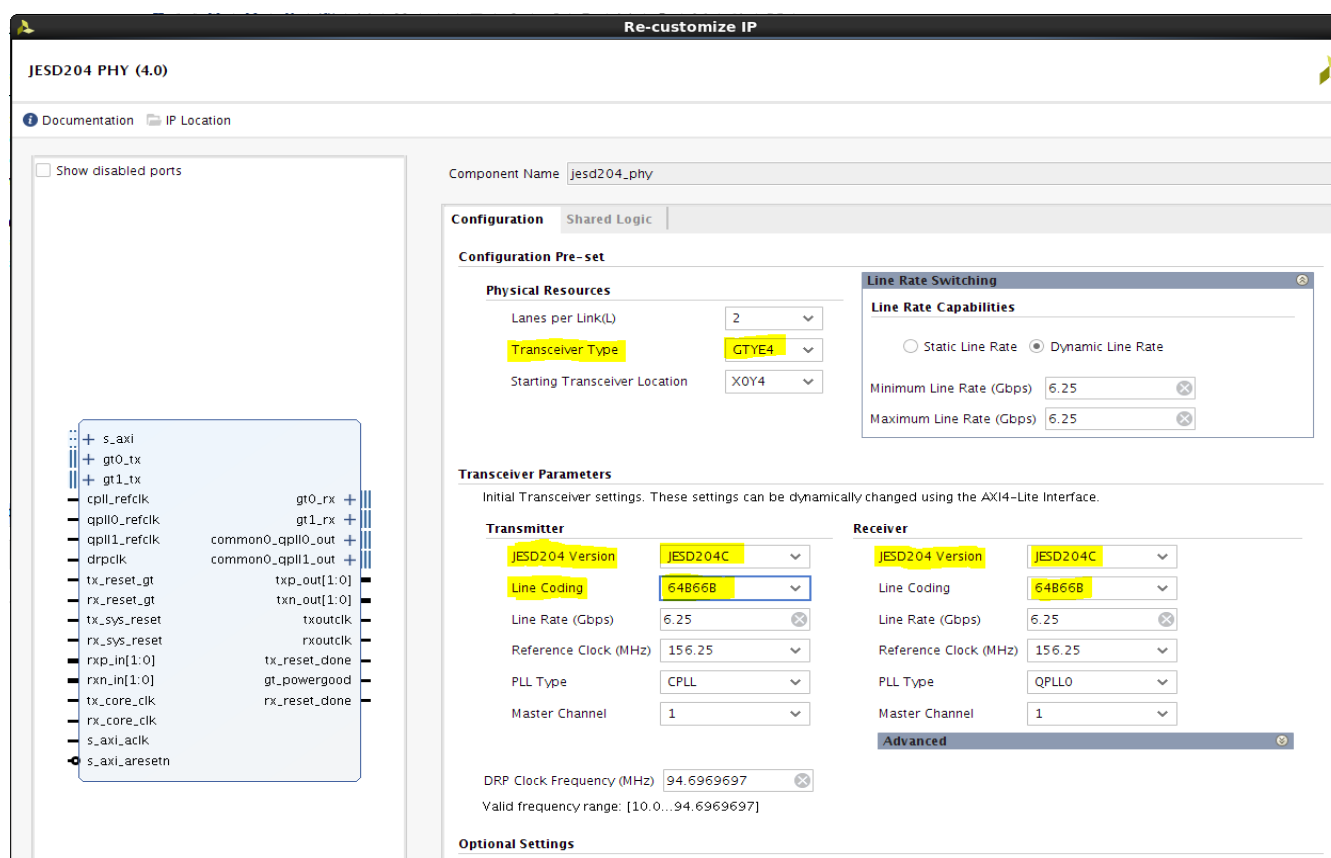 Re-customize IP
JESD204 PHY (4.0)
Documentation IP Location
Show disabled ports
s_axi
gt0_tx
gt1_tx
cpll_refclk gt0_rx
qpll0_refclk gt1_rx
qpll1_refclk common0_qpll0_out
drpclk common0_qpll1_out
tx_reset_gt txp_out[1:0]
rx_reset_gt txn_out[1:0]
tx_sys_reset txoutclk
rx_sys_reset rxoutclk
rxp_in[1:0] tx_reset_done
rxn_in[1:0] gt_powergood
tx_core_clk rx_reset_done
rx_core_clk
s_axi_aclk
s_axi_aresetn
Component Name jesd204_phy
Configuration Shared Logic
Configuration Pre-set
Physical Resources
Lanes per Link(L) 2
Transceiver Type GTYE4
Starting Transceiver Location X0Y4
Line Rate Switching
Line Rate Capabilities
Static Line Rate Dynamic Line Rate
Minimum Line Rate (Gbps) 6.25
Maximum Line Rate (Gbps) 6.25
Transceiver Parameters
Initial Transceiver settings. These settings can be dynamically changed using the AXI4-Lite Interface.
Transmitter
JESD204 Version JESD204C
Line Coding 64B66B
Line Rate (Gbps) 6.25
Reference Clock (MHz) 156.25
PLL Type CPLL
Master Channel 1
Receiver
JESD204 Version JESD204C
Line Coding 64B66B
Line Rate (Gbps) 6.25
Reference Clock (MHz) 156.25
PLL Type QPLL0
Master Channel 1
Advanced
DRP Clock Frequency (MHz) 94.6969697
Valid frequency range: [10.0...94.6969697]
Optional Settings